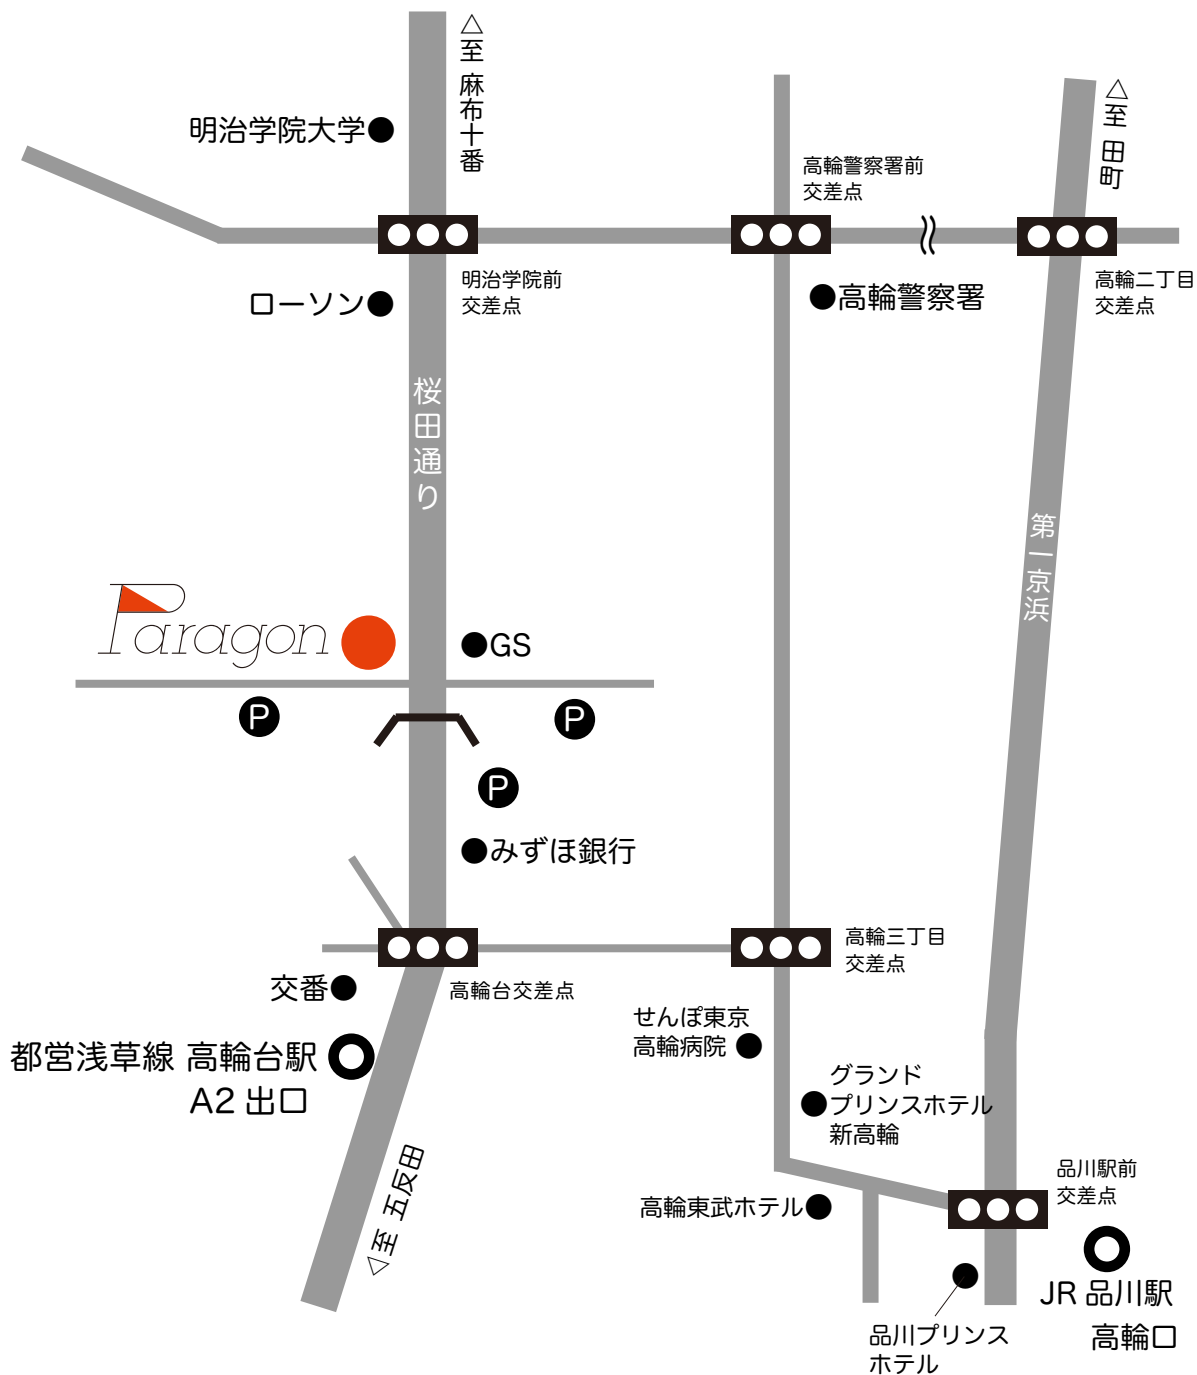 △至 麻布十番
△至 田町
明治学院大学
高輪警察署前
交差点
明治学院前
交差点
高輪二丁目
交差点
ローソン
高輪警察署
桜田通り
第一京浜
Paragon
GS
P
P
P
みずほ銀行
高輪三丁目
交差点
交番
高輪台交差点
せんぽ東京
高輪病院
都営浅草線 高輪台駅
A2 出口
グランド
プリンスホテル
新高輪
△至 五反田
品川駅前
交差点
高輪東武ホテル
JR 品川駅
高輪口
品川プリンス
ホテル